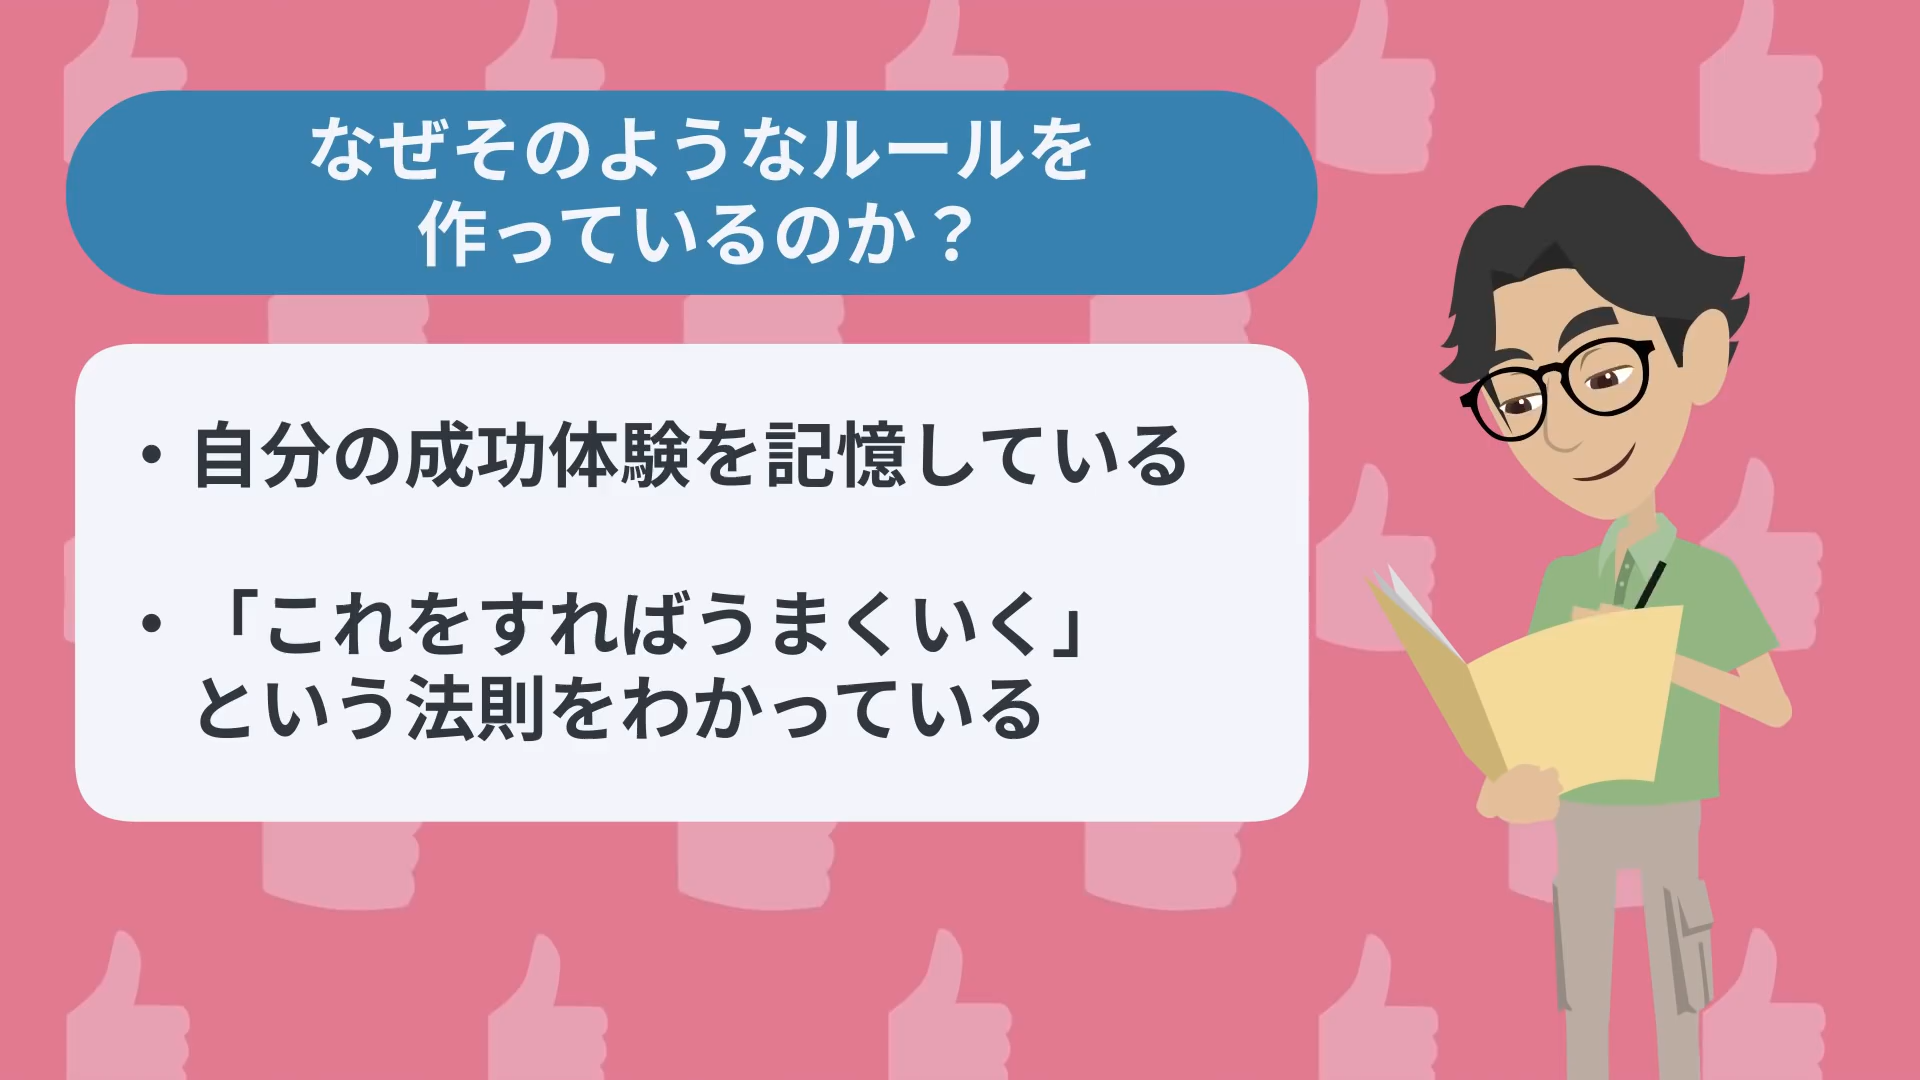 なぜそのようなルールを
作っているのか？
・自分の成功体験を記憶している
・「これをすればうまくいく」
という法則をわかっている